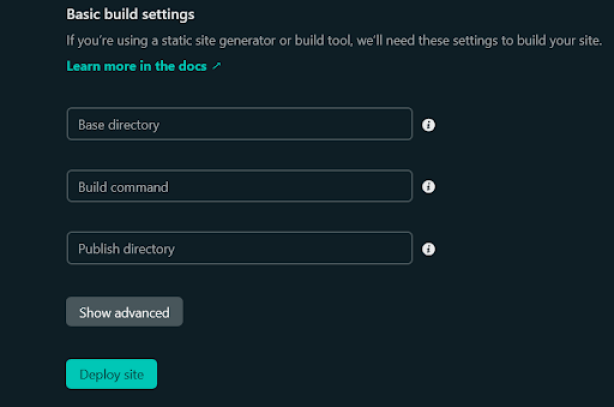 Basic build settings
If you're using a static site generator or build tool, we'll need these settings to build your site.
Learn more in the docs ↗
Base directory
Build command
Publish directory
Show advanced
Deploy site